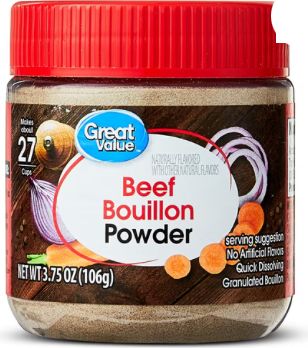 Makes
about
27
Cups
Great
Value™
NATURALLY FLAVORED
WITH OTHER NATURAL FLAVORS
Beef
Bouillon
Powder
serving suggestion
No Artificial Flavors
Quick Dissolving
Granulated Bouillon
NET WT 3.75 OZ (106g)